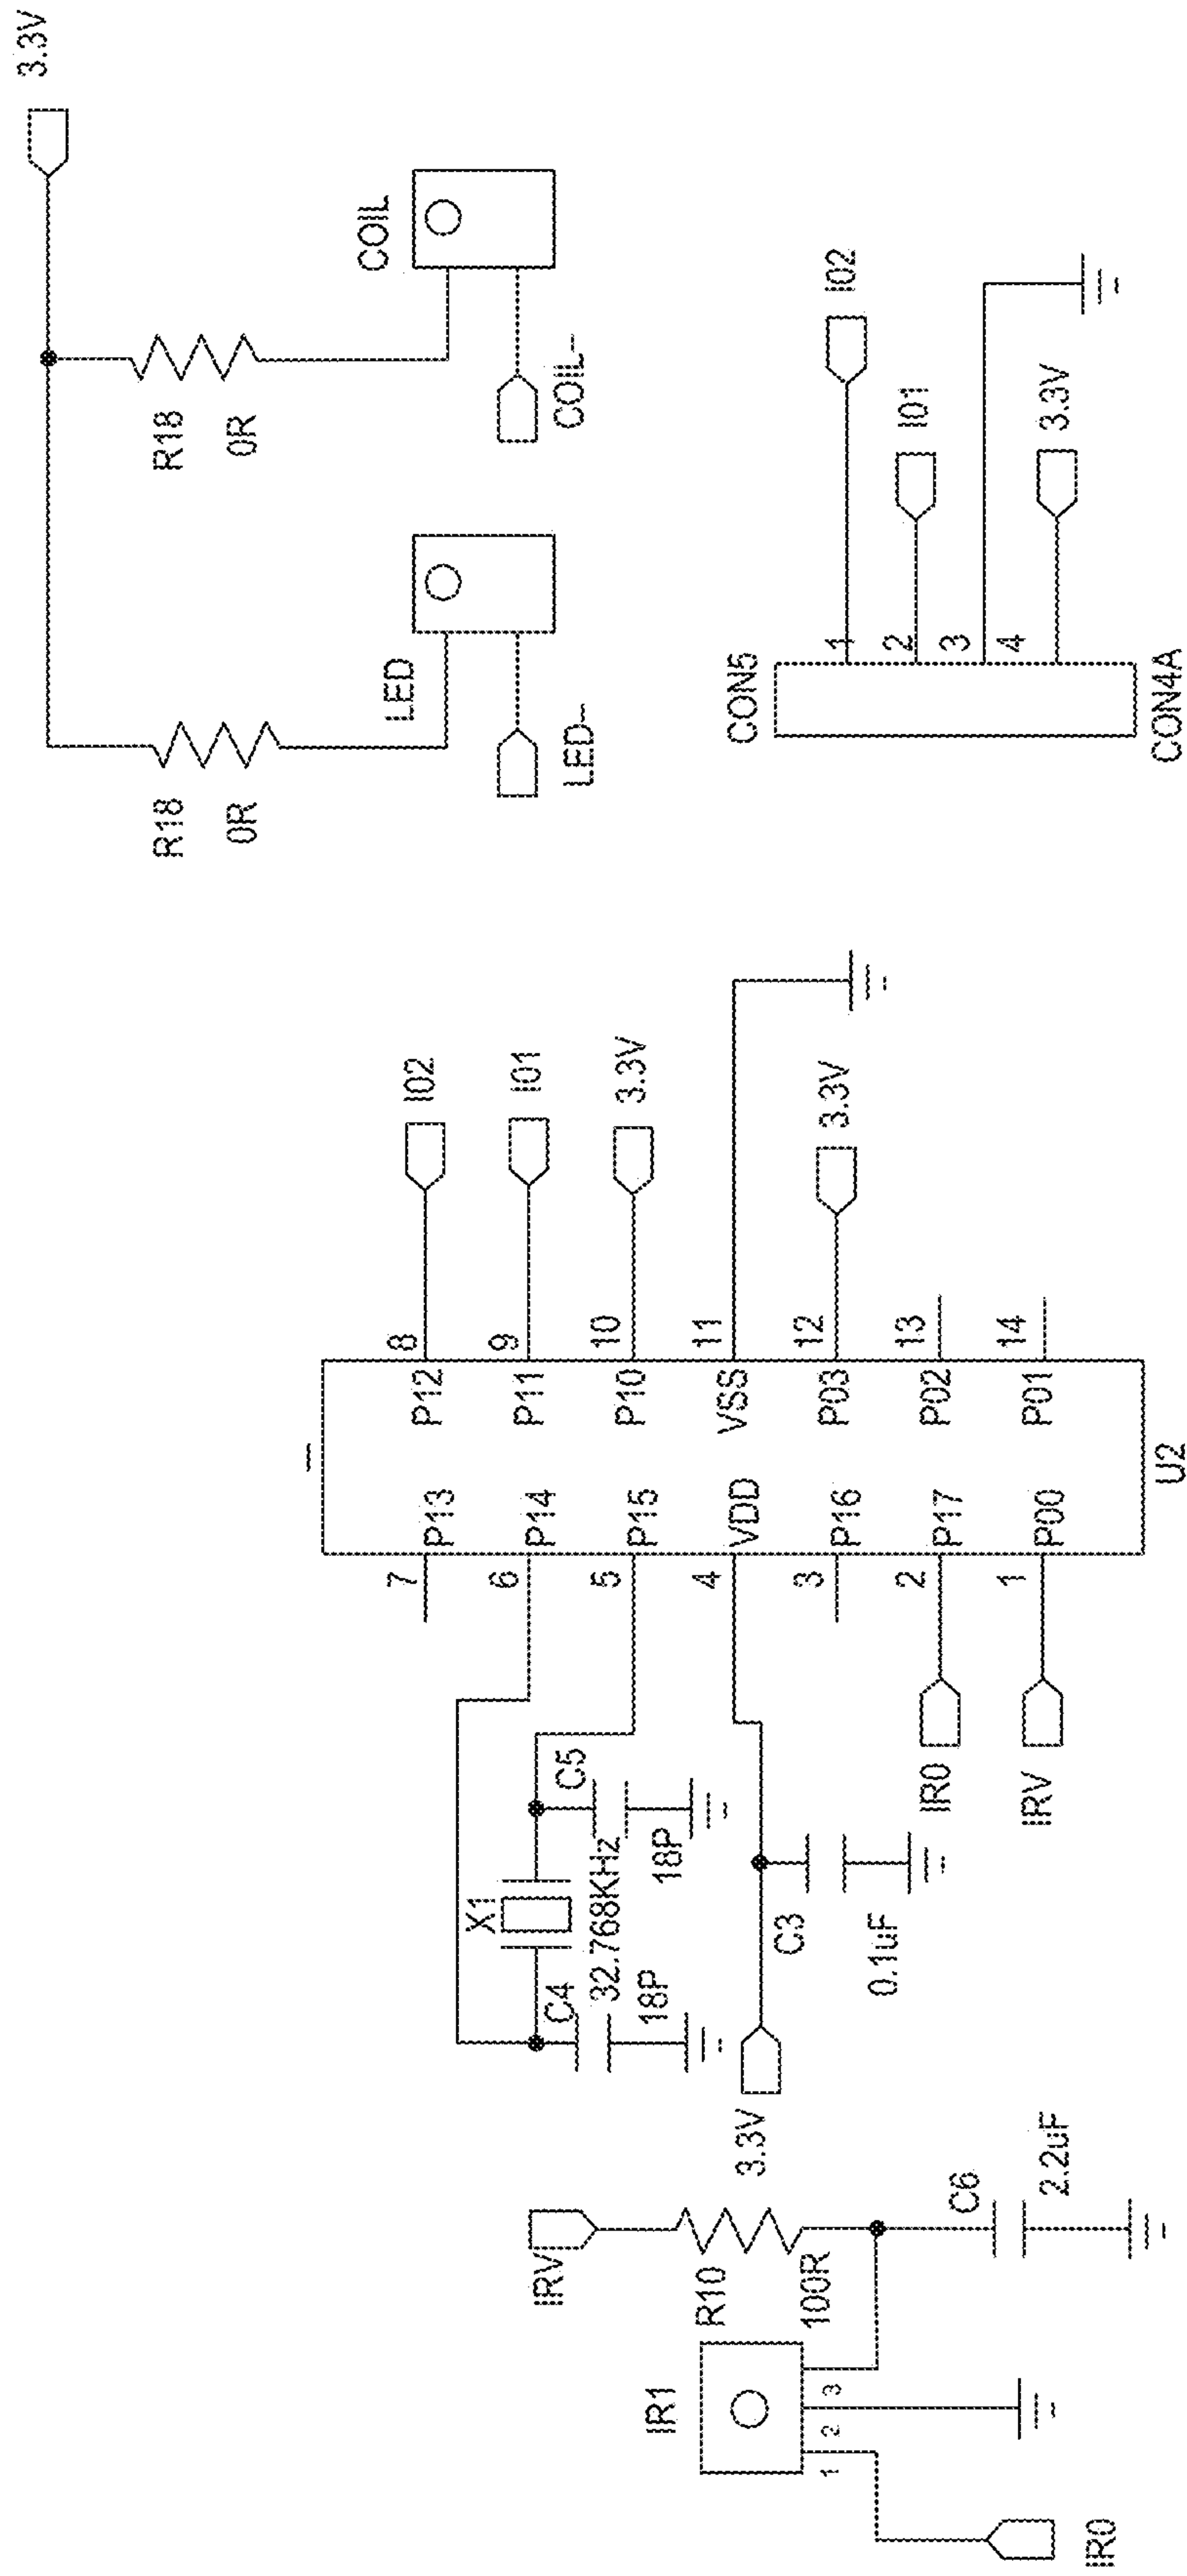 IR0
IR1
1
2
3
IRV
R10
100R
C6
2.2uF
3.3V
C4
18P
X1
32.768KHz
C5
18P
C3
0.1uF
IR0
IRV
7
6
5
4
3
2
1
P13
P14
P15
VDD
P16
P17
P00
U2
P12
P11
P10
VSS
P03
P02
P01
8
9
10
11
12
13
14
I02
I01
3.3V
3.3V
3.3V
R18
0R
R18
0R
LED
LED-
COIL
COIL-
CON5
CON4A
1
2
3
4
I02
I01
3.3V